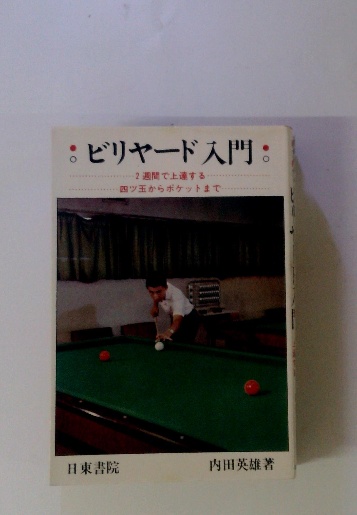 ビリヤード入門
2週間で上達する
四ツ玉からポケットまで
日東書院
内田英雄著